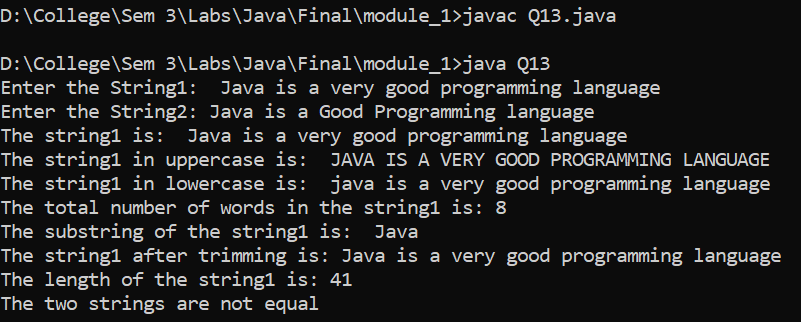 D:\College\Sem 3\Labs\Java\Final\module_1>javac Q13.java
D:\College\Sem 3\Labs\Java\Final\module_1>java Q13
Enter the String1:  Java is a very good programming language
Enter the String2: Java is a Good Programming language
The string1 is:  Java is a very good programming language
The string1 in uppercase is:  JAVA IS A VERY GOOD PROGRAMMING LANGUAGE
The string1 in lowercase is:  java is a very good programming language
The total number of words in the string1 is: 8
The substring of the string1 is:  Java
The string1 after trimming is: Java is a very good programming language
The length of the string1 is: 41
The two strings are not equal